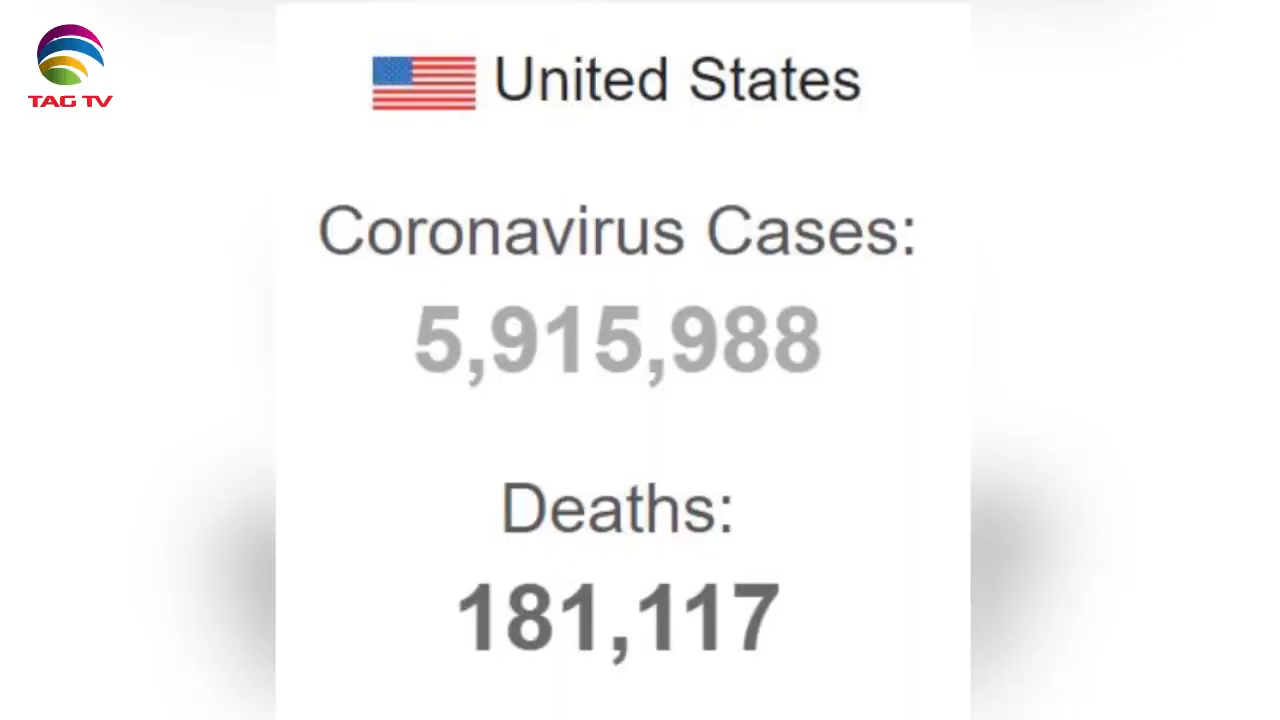 TAG TV
United States
Coronavirus Cases:
5,915,988
Deaths:
181,117